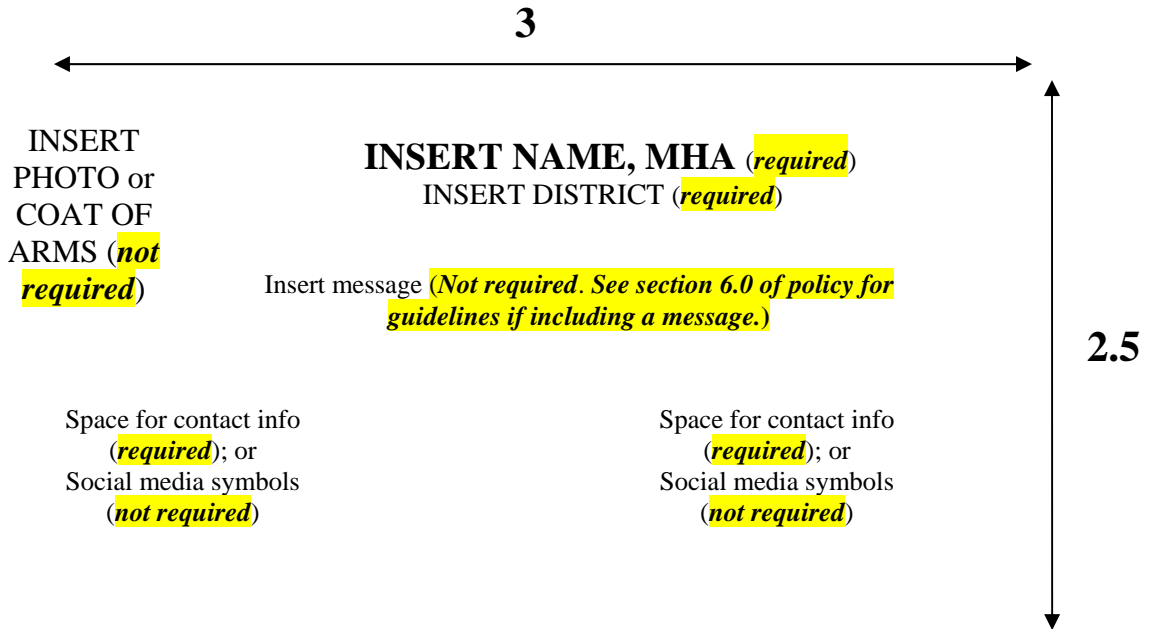 3
INSERT
PHOTO or
COAT OF
ARMS (not
required)
INSERT NAME, MHA (required)
INSERT DISTRICT (required)
Insert message (Not required. See section 6.0 of policy for
guidelines if including a message.)
2.5
Space for contact info
(required); or
Social media symbols
(not required)
Space for contact info
(required); or
Social media symbols
(not required)